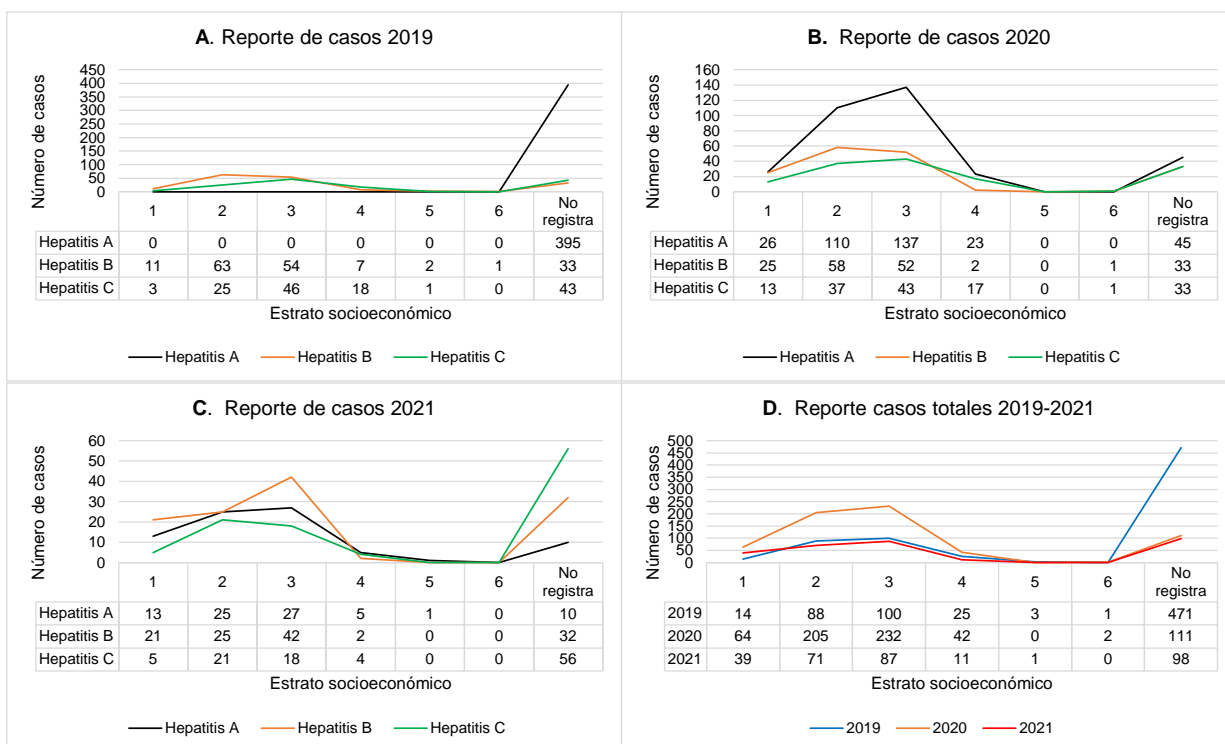 A. Reporte de casos 2019
Número de casos
450
400
350
300
250
200
150
100
50
0
1 2 3 4 5 6 No registra
Hepatitis A 0 0 0 0 0 0 395
Hepatitis B 11 63 54 7 2 1 33
Hepatitis C 3 25 46 18 1 0 43
Estrato socioeconómico
Hepatitis A Hepatitis B Hepatitis C
B. Reporte de casos 2020
Número de casos
160
140
120
100
80
60
40
20
0
1 2 3 4 5 6 No registra
Hepatitis A 26 110 137 23 0 0 45
Hepatitis B 25 58 52 2 0 1 33
Hepatitis C 13 37 43 17 0 1 33
Estrato socioeconómico
Hepatitis A Hepatitis B Hepatitis C
C. Reporte de casos 2021
Número de casos
60
50
40
30
20
10
0
1 2 3 4 5 6 No registra
Hepatitis A 13 25 27 5 1 0 10
Hepatitis B 21 25 42 2 0 0 32
Hepatitis C 5 21 18 4 0 0 56
Estrato socioeconómico
Hepatitis A Hepatitis B Hepatitis C
D. Reporte casos totales 2019-2021
Número de casos
500
450
400
350
300
250
200
150
100
50
0
1 2 3 4 5 6 No registra
2019 14 88 100 25 3 1 471
2020 64 205 232 42 0 2 111
2021 39 71 87 11 1 0 98
Estrato socioeconómico
2019 2020 2021